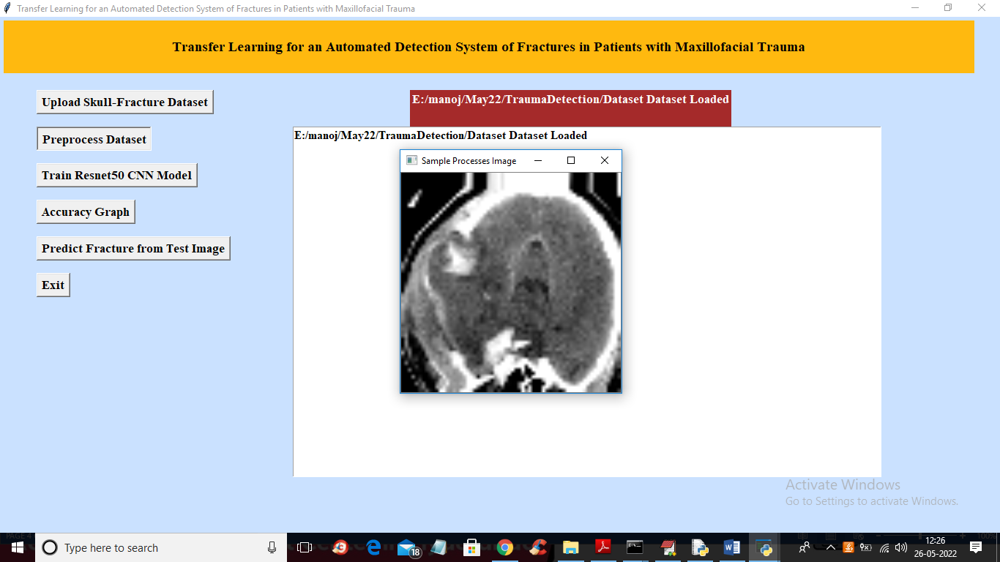 Transfer Learning for an Automated Detection System of Fractures in Patients with Maxillofacial Trauma
Transfer Learning for an Automated Detection System of Fractures in Patients with Maxillofacial Trauma
Upload Skull-Fracture Dataset
E:/manoj/May22/TraumaDetection/Dataset Dataset Loaded
Preprocess Dataset
E:/manoj/May22/TraumaDetection/Dataset Dataset Loaded
Sample Processes Image
Train Resnet50 CNN Model
Accuracy Graph
Predict Fracture from Test Image
Exit
Activate Windows
Go to Settings to activate Windows.
PAGE 4
100%
Type here to search
18
12:26
26-05-2022